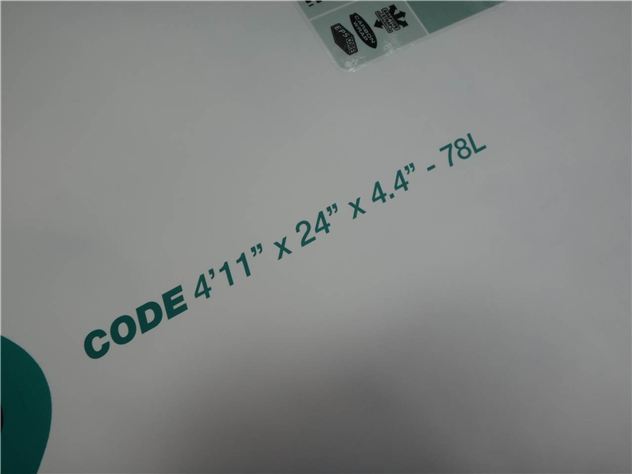 CODE 4’11” x 24” x 4.4” - 78L